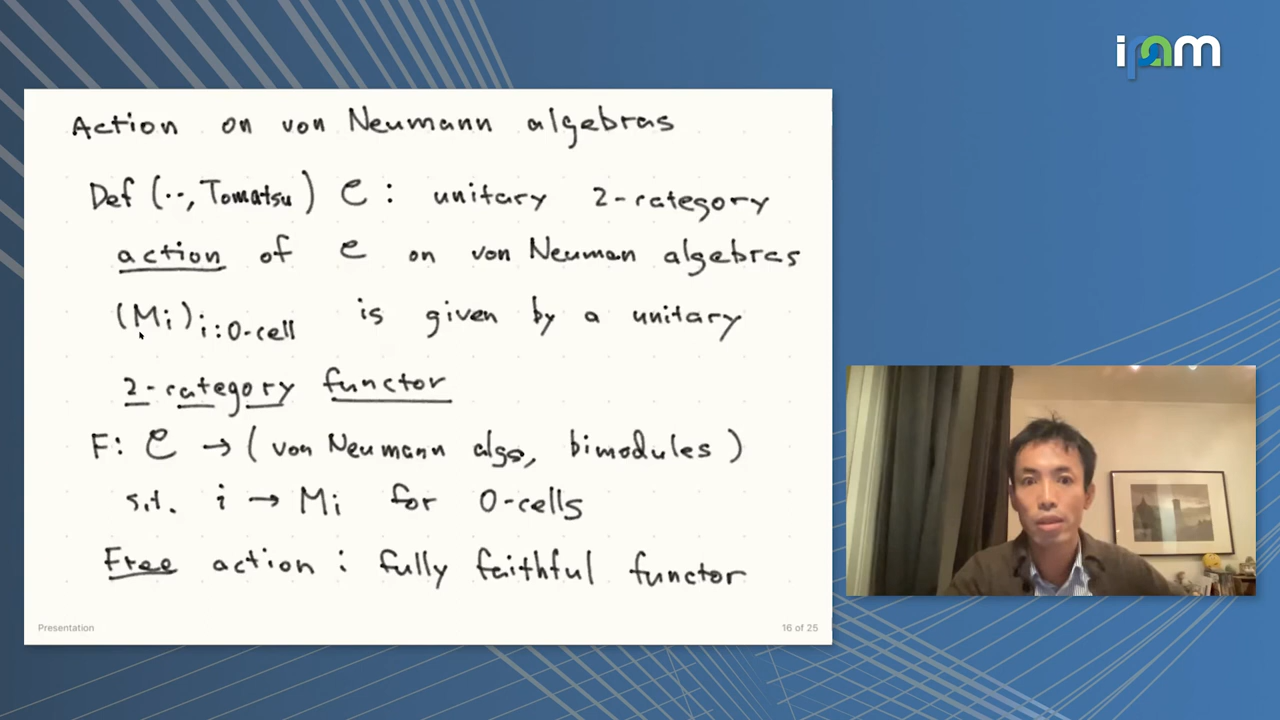 ipam
Action on von Neumann algebras
Def (··, Tomatsu) C : unitary 2-category
action of C on von Neuman algebras
(Mi)i:0-cell is given by a unitary
2-category functor
F: C → (von Neumann algs, bimodules)
s.t. i → Mi for 0-cells
Free action : fully faithful functor
Presentation
16 of 25